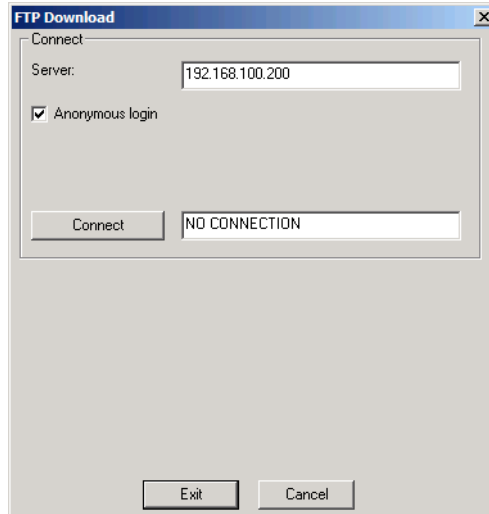 FTP Download
Connect
Server:
192.168.100.200
Anonymous login
Connect
NO CONNECTION
Exit
Cancel